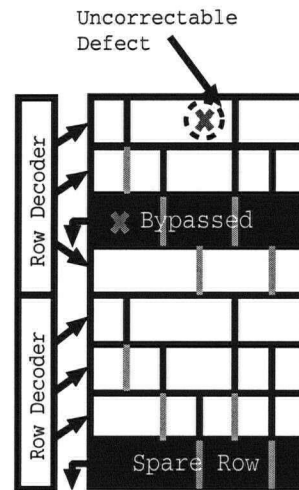 Uncorrectable
Defect
Row Decoder
Bypassed
Row Decoder
Spare Row